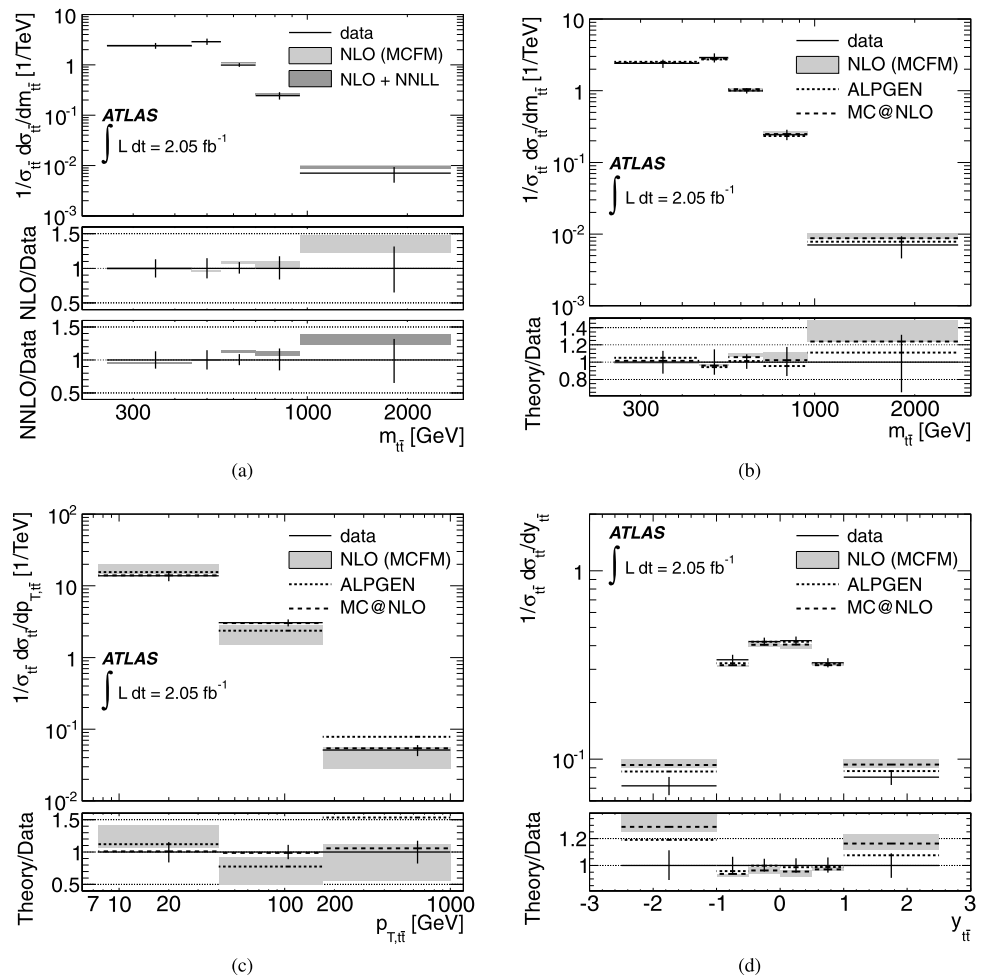 1/σ_tt̄ dσ_tt̄/dm_tt̄ [1/TeV]
10
1
10⁻¹
10⁻²
10⁻³
data
NLO (MCFM)
NLO + NNLL
ATLAS
∫ L dt = 2.05 fb⁻¹
NLO/Data
1.5
1
0.5
NNLO/Data
1.5
1
0.5
300 1000 2000
m_tt̄ [GeV]
(a)
1/σ_tt̄ dσ_tt̄/dm_tt̄ [1/TeV]
10
1
10⁻¹
10⁻²
10⁻³
data
NLO (MCFM)
ALPGEN
MC@NLO
ATLAS
∫ L dt = 2.05 fb⁻¹
Theory/Data
1.4
1.2
1
0.8
300 1000 2000
m_tt̄ [GeV]
(b)
1/σ_tt̄ dσ_tt̄/dp_T,tt̄ [1/TeV]
10²
10
1
10⁻¹
10⁻²
data
NLO (MCFM)
ALPGEN
MC@NLO
ATLAS
∫ L dt = 2.05 fb⁻¹
Theory/Data
1.5
1
0.5
7 10 20 100 200 1000
p_T,tt̄ [GeV]
(c)
1/σ_tt̄ dσ_tt̄/dy_tt̄
1
10⁻¹
ATLAS
∫ L dt = 2.05 fb⁻¹
data
NLO (MCFM)
ALPGEN
MC@NLO
Theory/Data
1.2
1
-3 -2 -1 0 1 2 3
y_tt̄
(d)